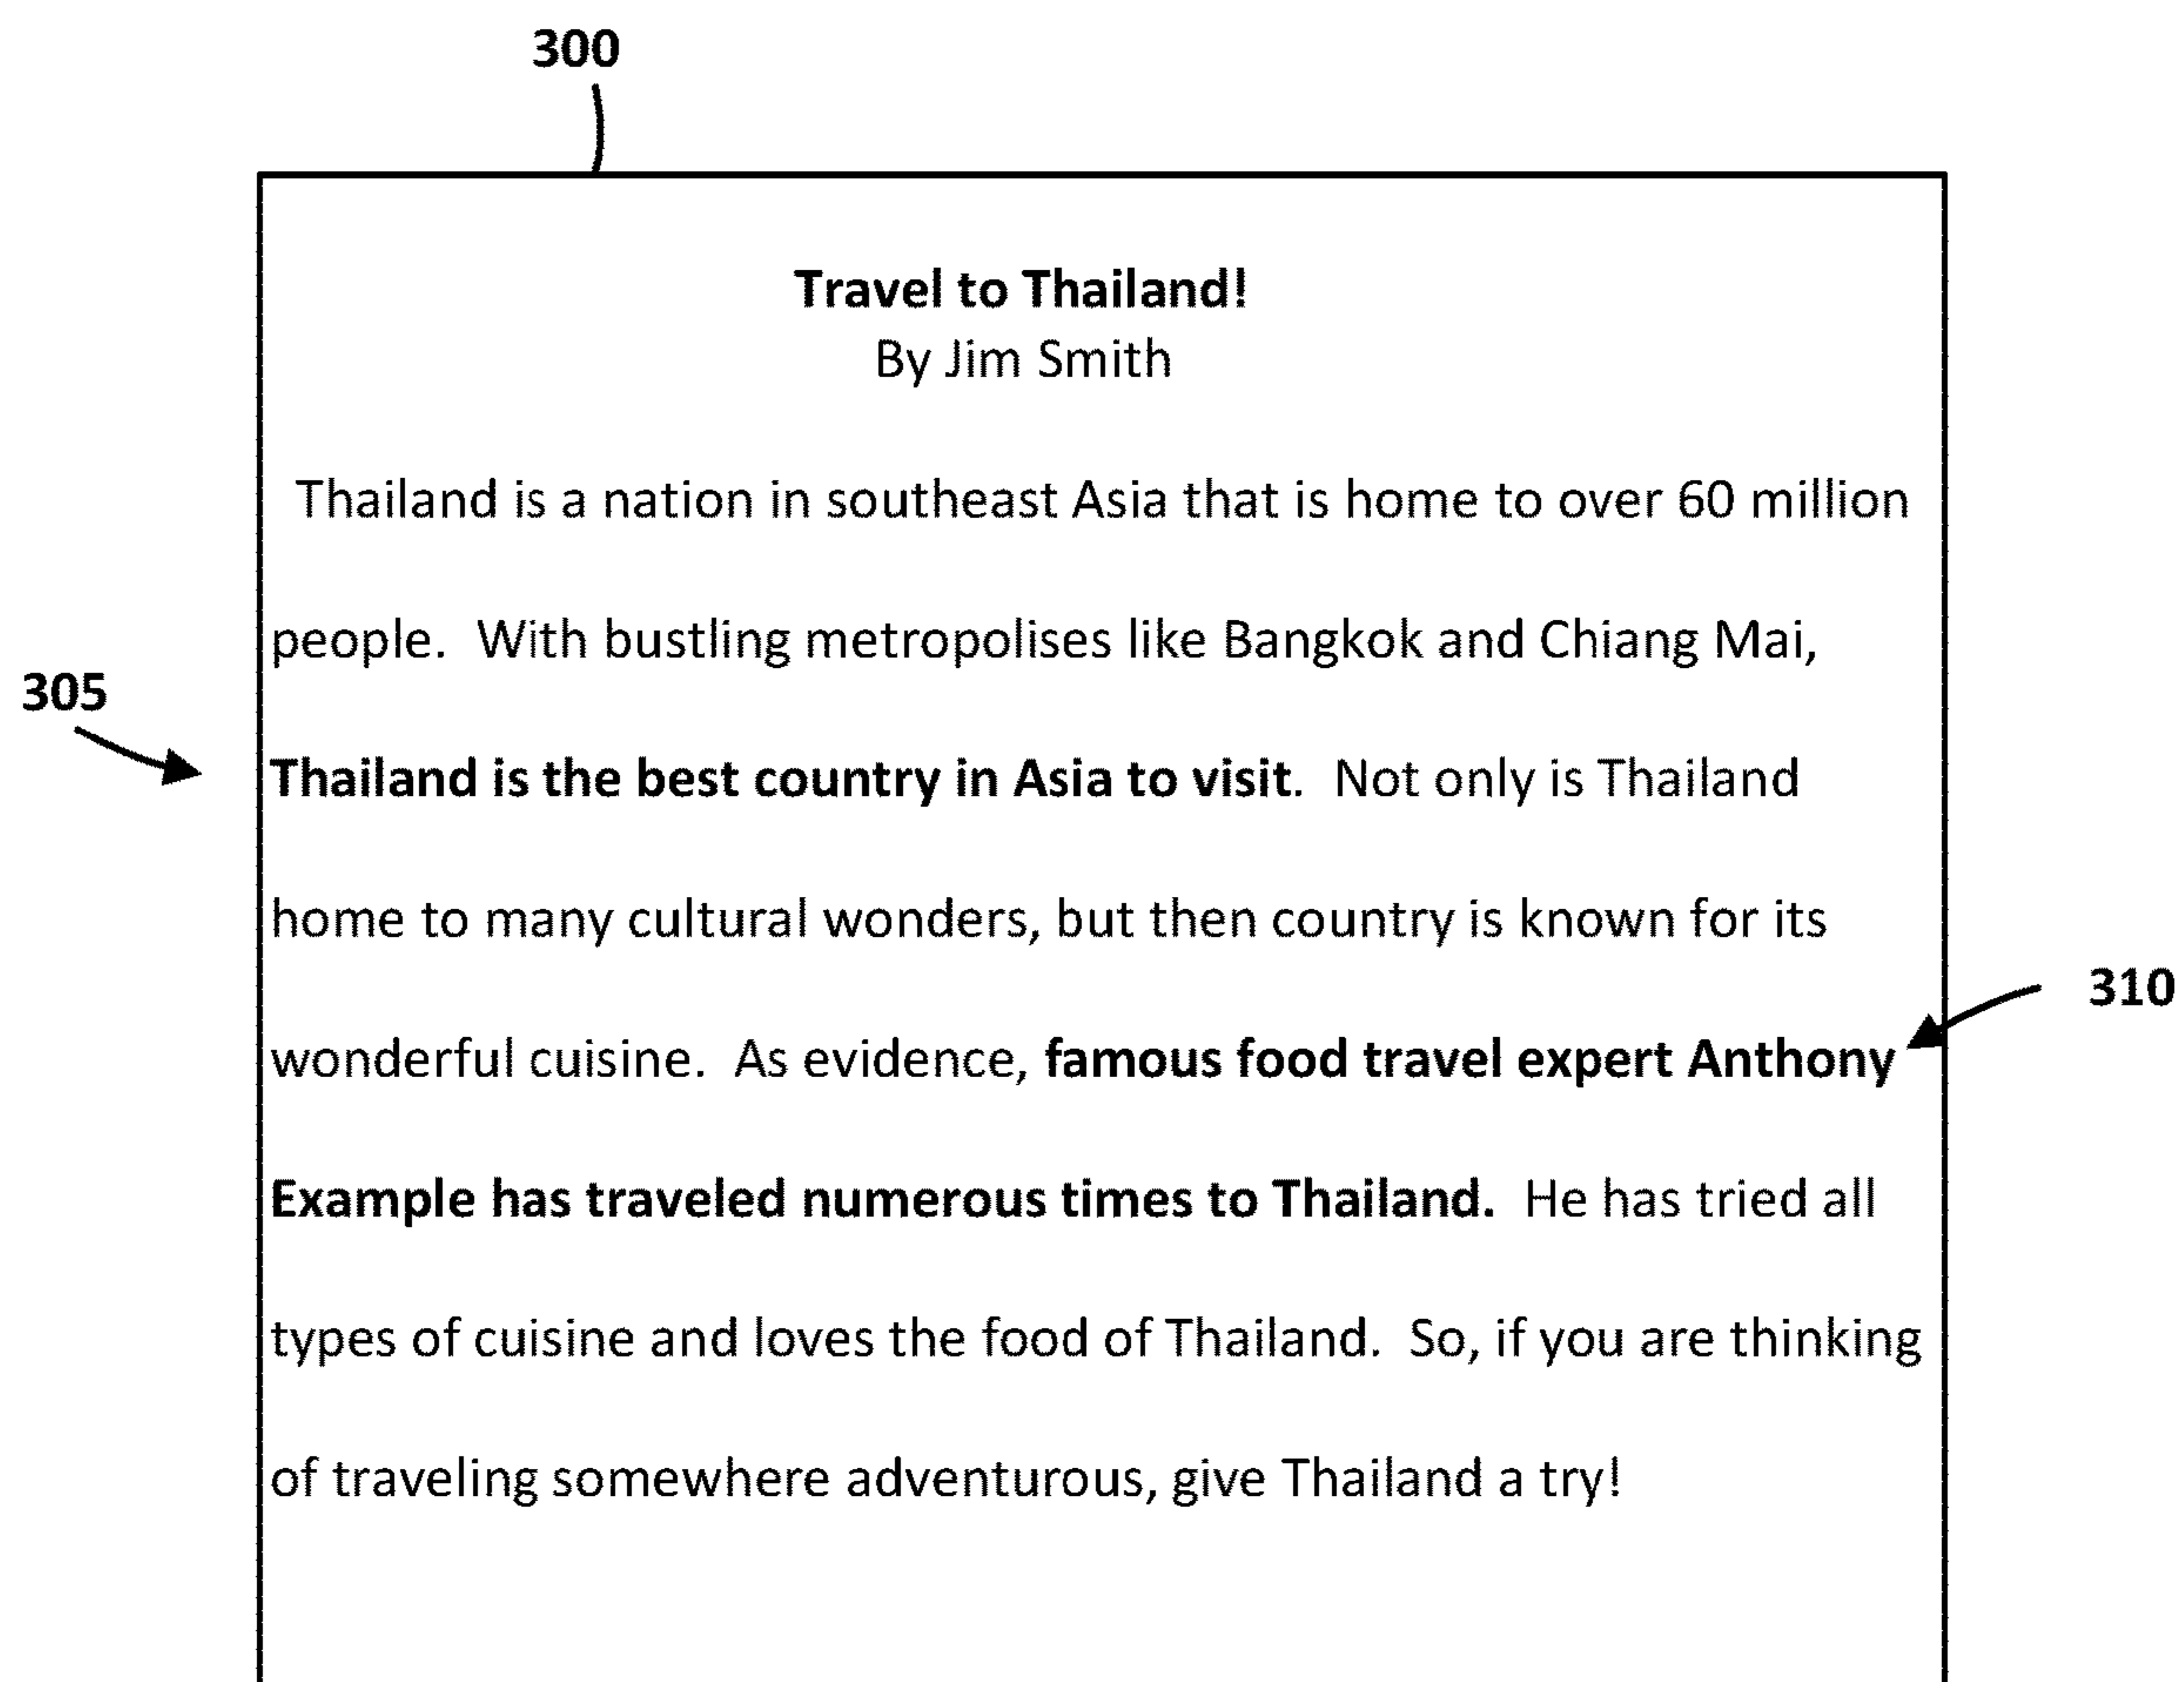 300
Travel to Thailand!
By Jim Smith
Thailand is a nation in southeast Asia that is home to over 60 million
people.  With bustling metropolises like Bangkok and Chiang Mai,
305
Thailand is the best country in Asia to visit.  Not only is Thailand
home to many cultural wonders, but then country is known for its
310
wonderful cuisine.  As evidence, famous food travel expert Anthony
Example has traveled numerous times to Thailand.  He has tried all
types of cuisine and loves the food of Thailand.  So, if you are thinking
of traveling somewhere adventurous, give Thailand a try!